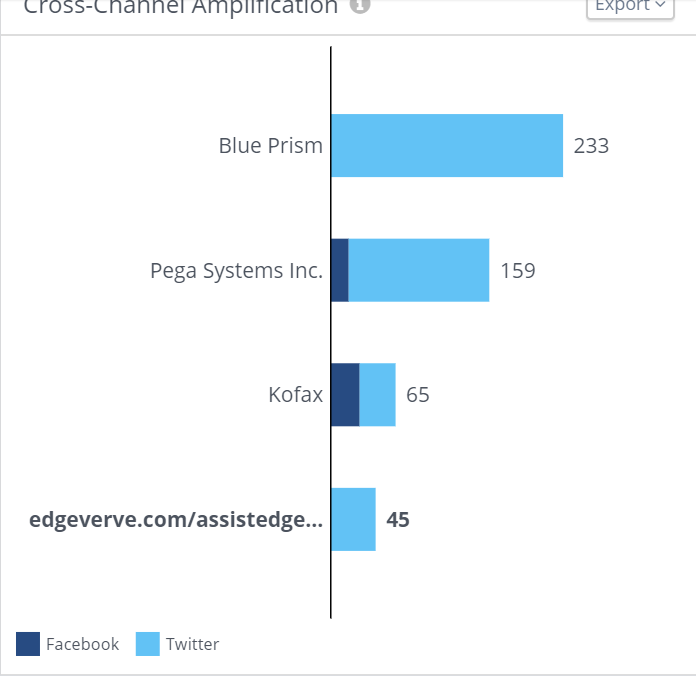 Cross-Channel Amplification
Export
Blue Prism 233
Pega Systems Inc. 159
Kofax 65
edgeverve.com/assistedge... 45
Facebook Twitter